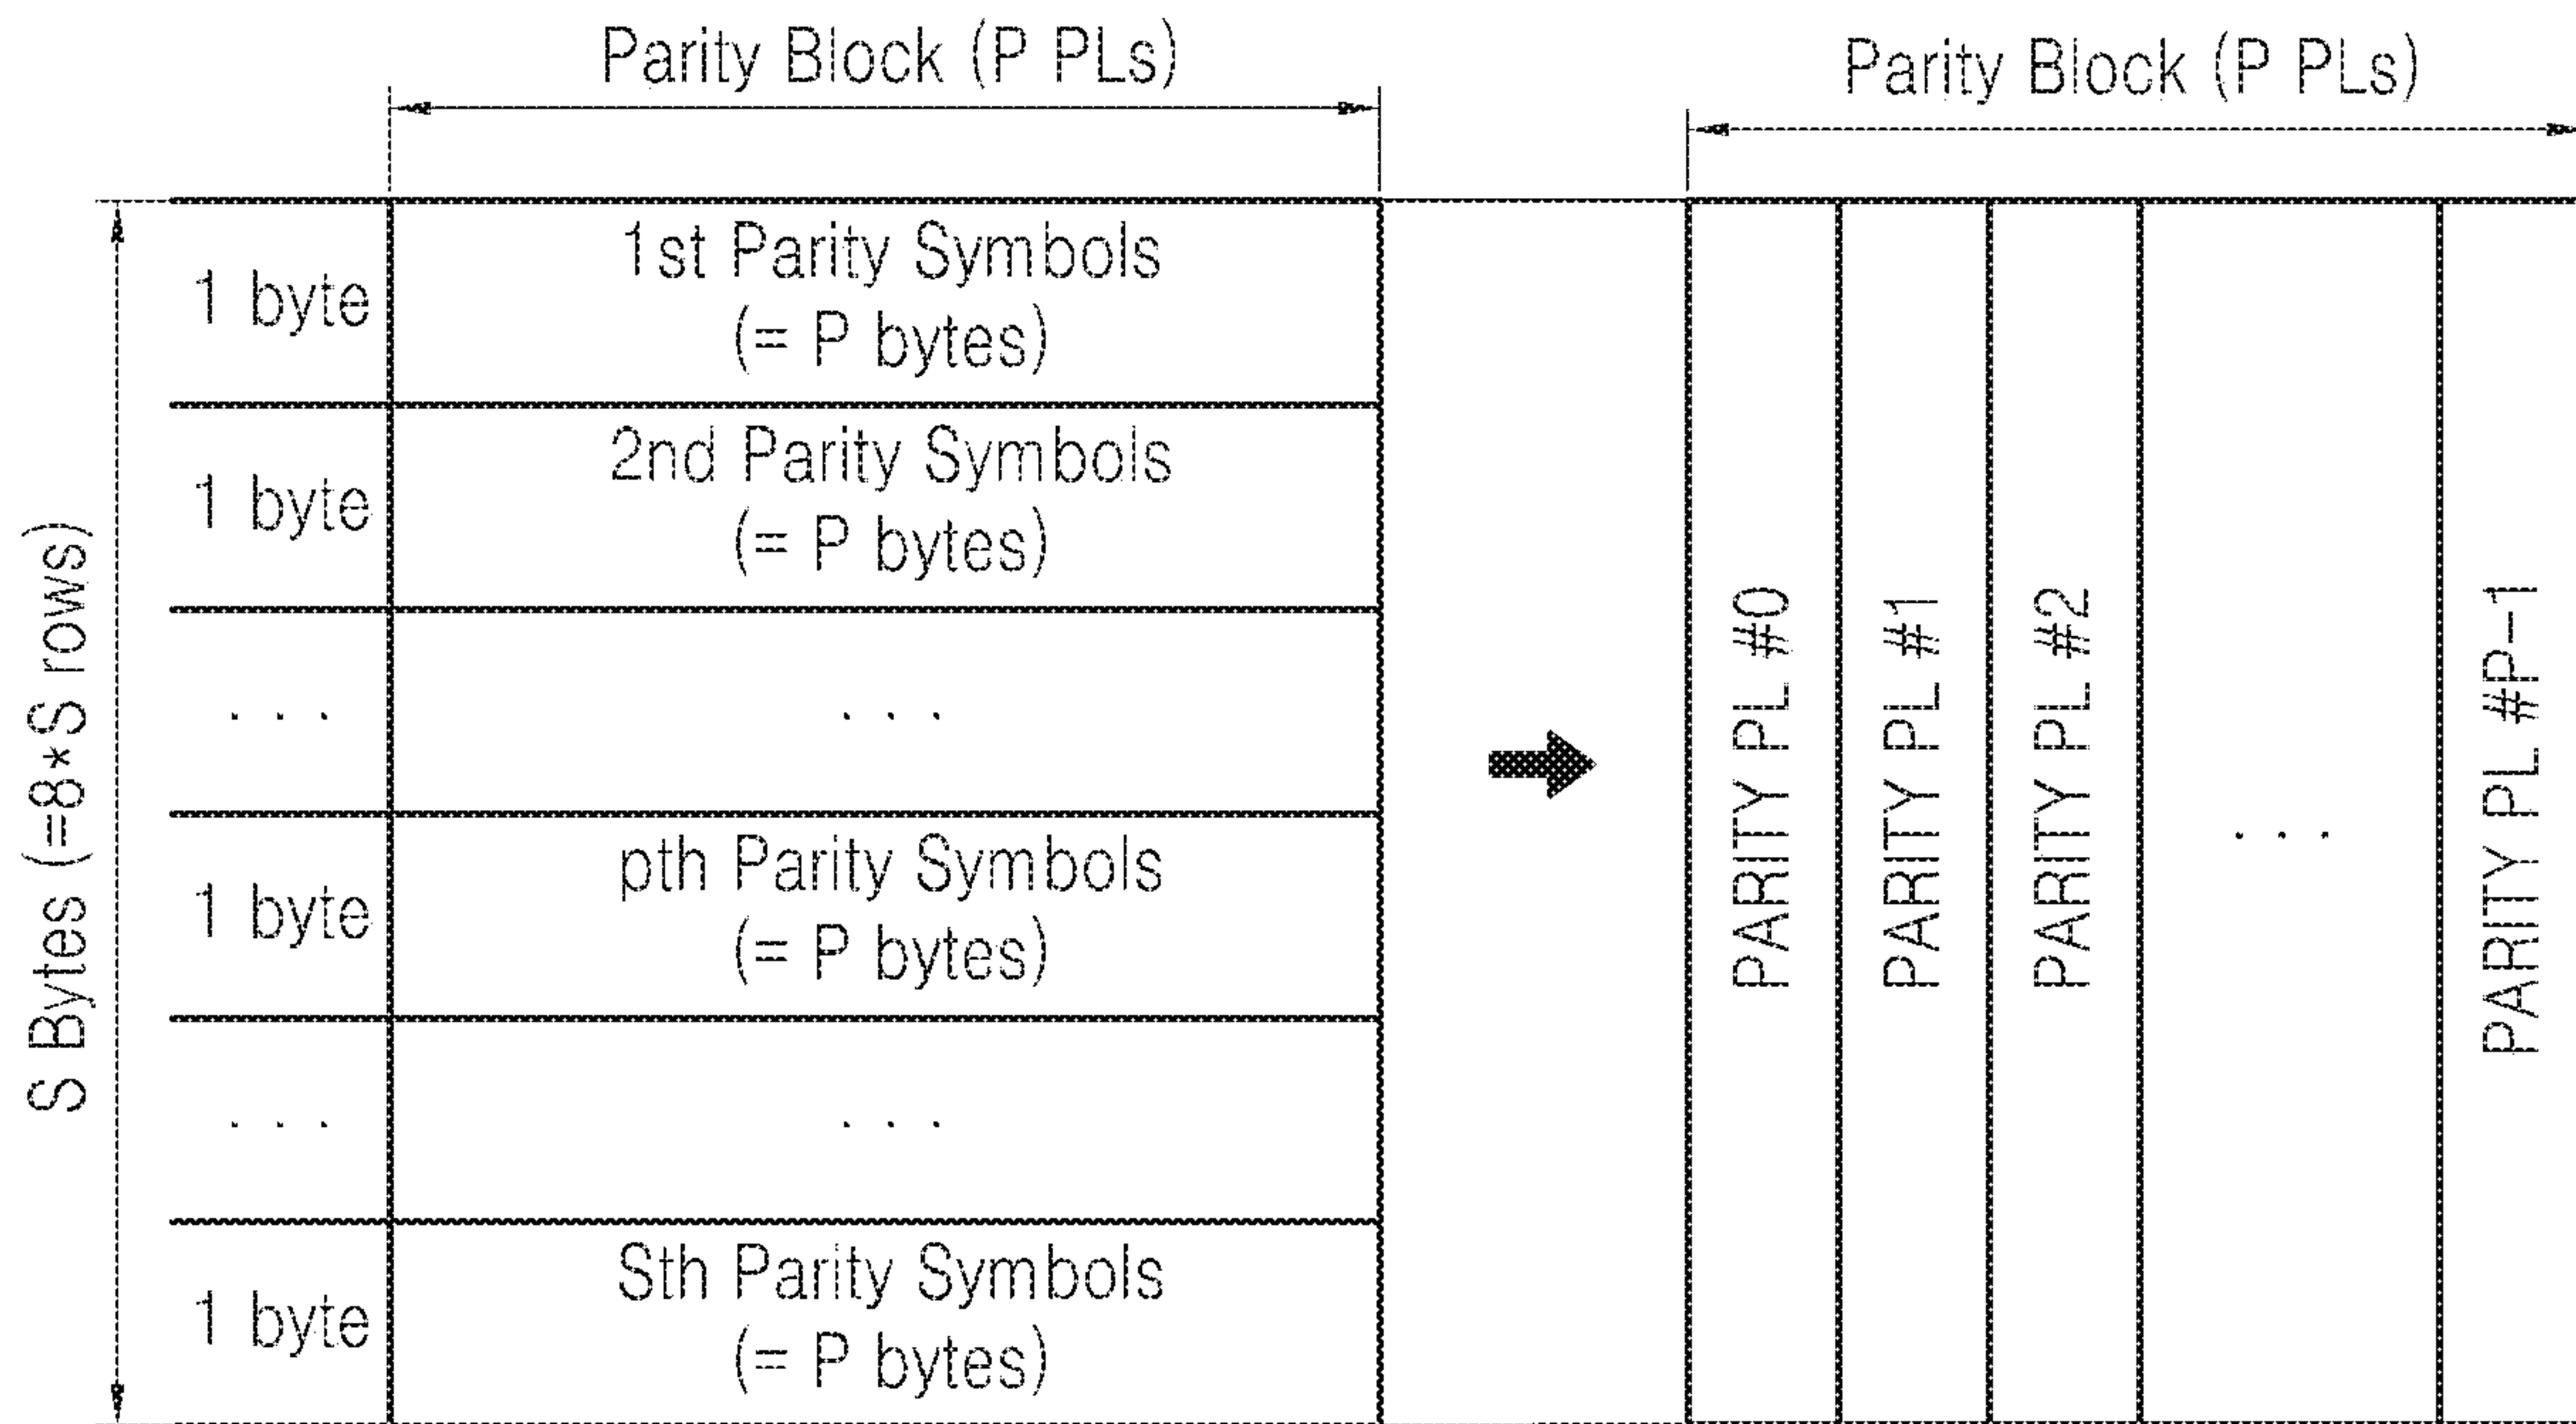 Parity Block (P PLs)
Parity Block (P PLs)
S Bytes (=8*S rows)
1 byte
1st Parity Symbols
(= P bytes)
1 byte
2nd Parity Symbols
(= P bytes)
. . .
. . .
1 byte
pth Parity Symbols
(= P bytes)
. . .
. . .
1 byte
Sth Parity Symbols
(= P bytes)
PARITY PL #0
PARITY PL #1
PARITY PL #2
. . .
PARITY PL #P-1